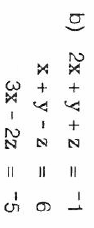 b) 2x + y + z = ⁻1
x + y - z = 6
3x - 2z = ⁻5